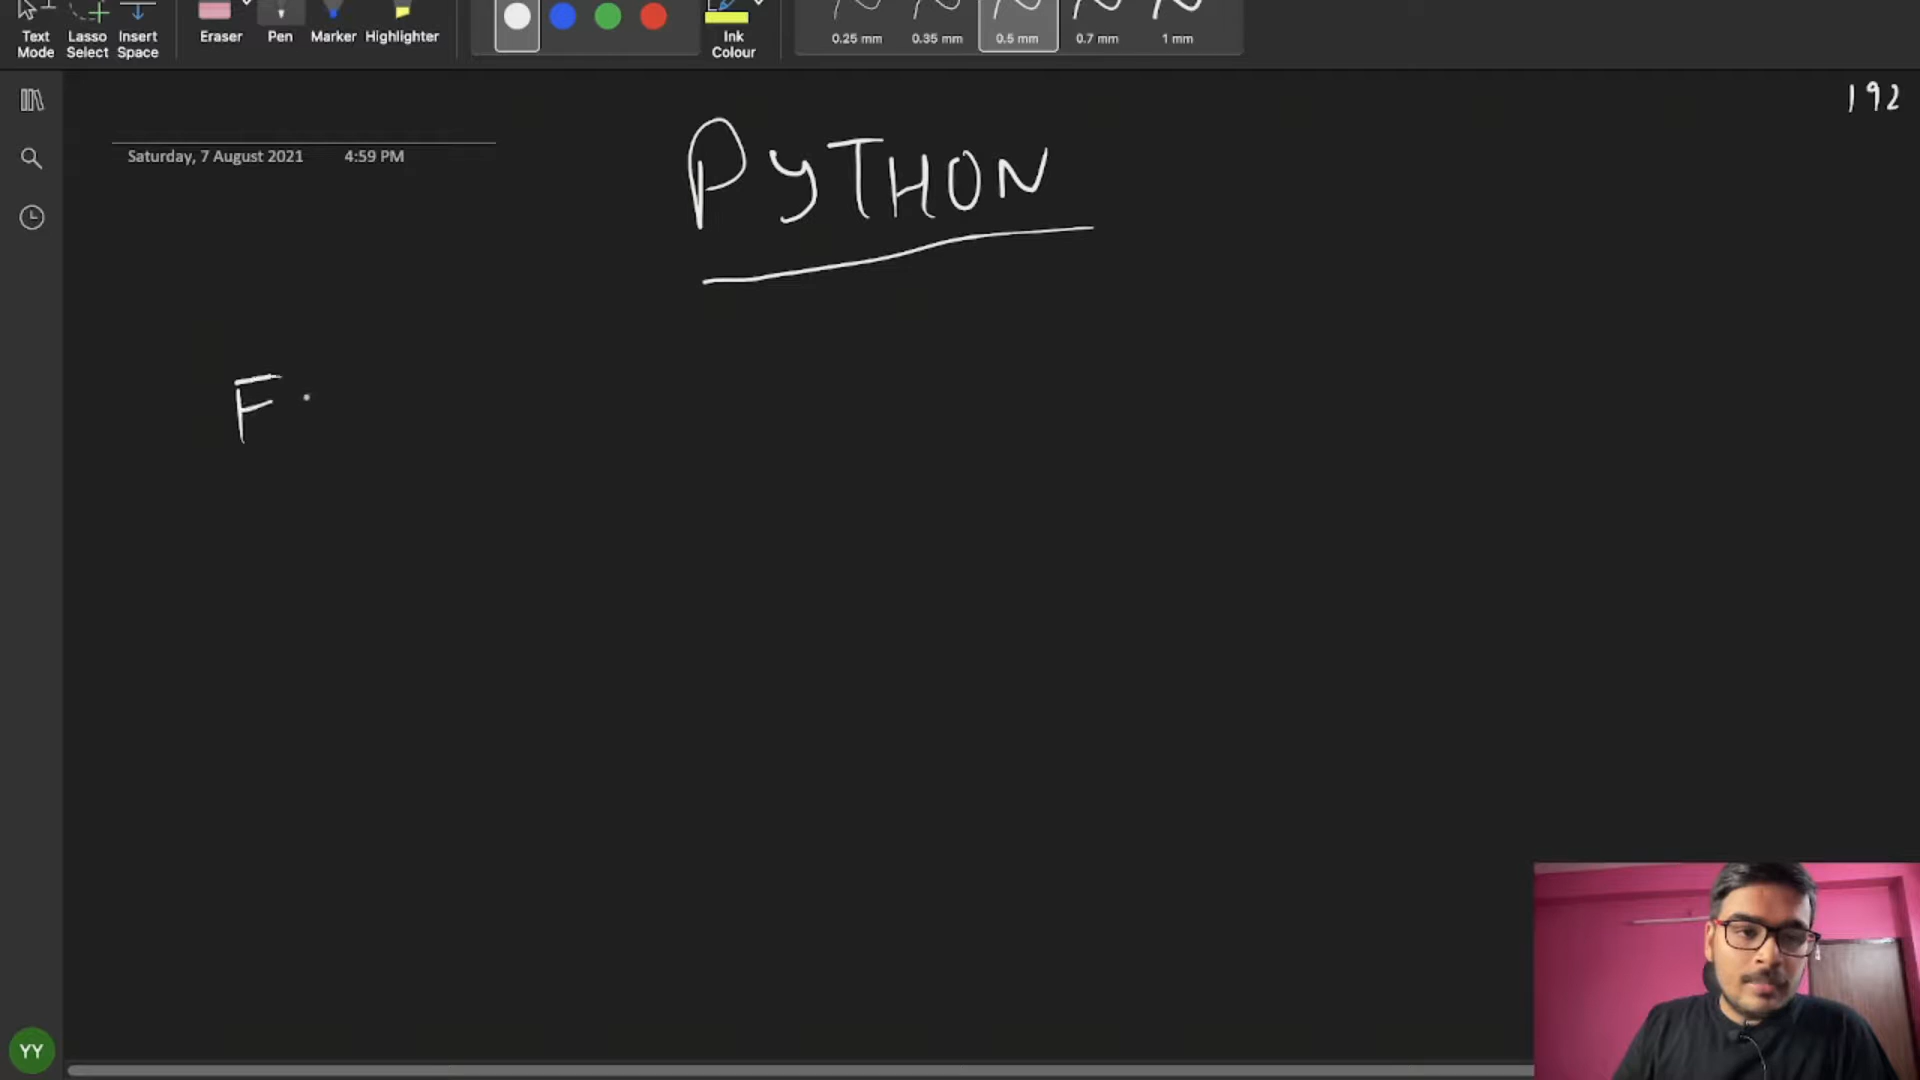 Text Mode
Lasso Select
Insert Space
Eraser
Pen
Marker
Highlighter
Ink Colour
0.25 mm
0.35 mm
0.5 mm
0.7 mm
1 mm
192
PYTHON
Saturday, 7 August 2021 4:59 PM
F
YY